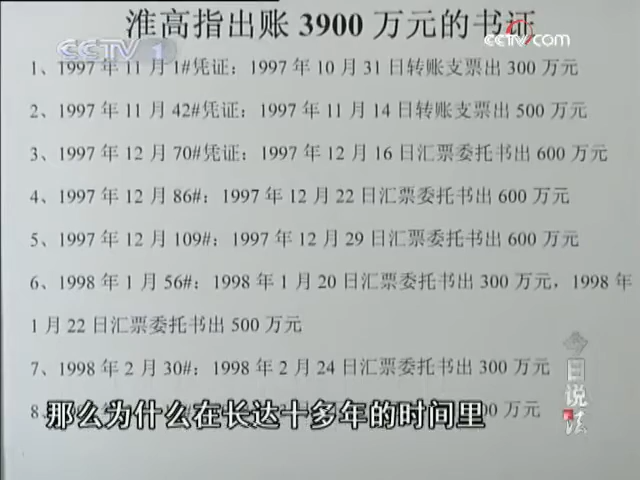 淮高指出账 3900 万元的书证
CCTV 1
cctv.com
1、1997 年 11 月 1#凭证：1997 年 10 月 31 日转账支票出 300 万元
2、1997 年 11 月 42#凭证：1997 年 11 月 14 日转账支票出 500 万元
3、1997 年 12 月 70#凭证：1997 年 12 月 16 日汇票委托书出 600 万元
4、1997 年 12 月 86#：1997 年 12 月 22 日汇票委托书出 600 万元
5、1997 年 12 月 109#：1997 年 12 月 29 日汇票委托书出 600 万元
6、1998 年 1 月 56#：1998 年 1 月 20 日汇票委托书出 300 万元，1998 年
1 月 22 日汇票委托书出 500 万元
7、1998 年 2 月 30#：1998 年 2 月 24 日汇票委托书出 300 万元
8、 00 万元
那么为什么在长达十多年的时间里
今日说法